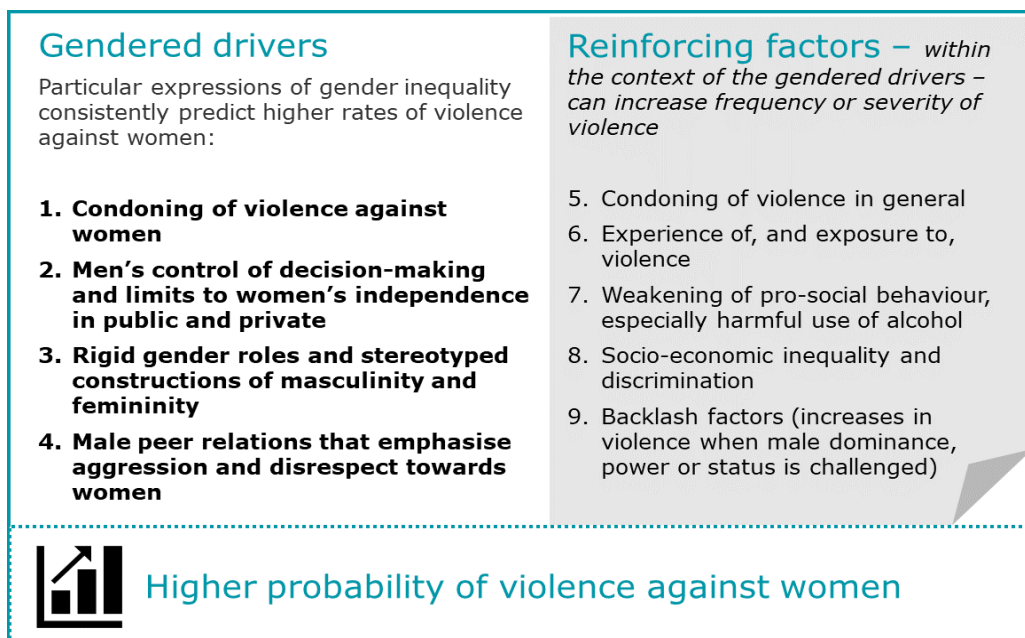 Gendered drivers
Particular expressions of gender inequality
consistently predict higher rates of violence
against women:
1. Condoning of violence against
women
2. Men’s control of decision-making
and limits to women’s independence
in public and private
3. Rigid gender roles and stereotyped
constructions of masculinity and
femininity
4. Male peer relations that emphasise
aggression and disrespect towards
women
Reinforcing factors – within
the context of the gendered drivers –
can increase frequency or severity of
violence
5. Condoning of violence in general
6. Experience of, and exposure to,
violence
7. Weakening of pro-social behaviour,
especially harmful use of alcohol
8. Socio-economic inequality and
discrimination
9. Backlash factors (increases in
violence when male dominance,
power or status is challenged)
Higher probability of violence against women